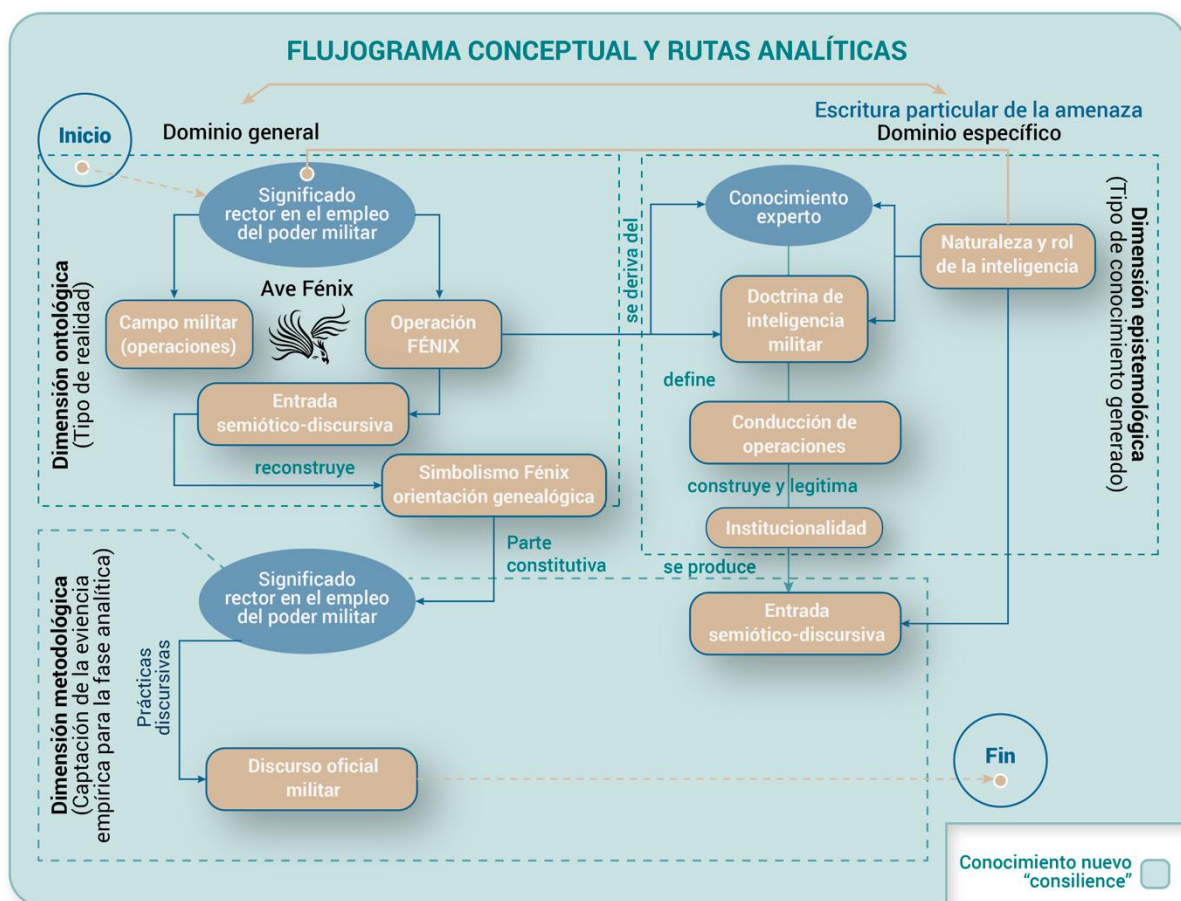 FLUJOGRAMA CONCEPTUAL Y RUTAS ANALÍTICAS
Inicio
Dominio general
Escritura particular de la amenaza
Dominio específico
Dimensión ontológica
(Tipo de realidad)
Significado
rector en el empleo
del poder militar
Ave Fénix
Campo militar
(operaciones)
Operación
FÉNIX
Entrada
semiótico-discursiva
reconstruye
Simbolismo Fénix
orientación genealógica
se deriva del
Conocimiento
experto
Naturaleza y rol
de la inteligencia
Doctrina de
inteligencia
militar
define
Conducción de
operaciones
construye y legitima
Institucionalidad
Dimensión epistemológica
(Tipo de conocimiento generado)
se produce
Entrada
semiótico-discursiva
Parte
constitutiva
Dimensión metodológica
(Captación de la eviencia
empírica para la fase analítica)
Significado
rector en el empleo
del poder militar
Prácticas
discursivas
Discurso oficial
militar
Fin
Conocimiento nuevo
“consilience”